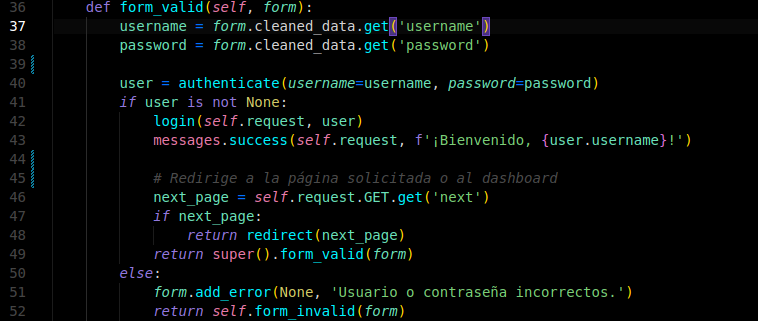 36 def form_valid(self, form):
37 username = form.cleaned_data.get('username')
38 password = form.cleaned_data.get('password')
39
40 user = authenticate(username=username, password=password)
41 if user is not None:
42 login(self.request, user)
43 messages.success(self.request, f'¡Bienvenido, {user.username}!')
44
45 # Redirige a la página solicitada o al dashboard
46 next_page = self.request.GET.get('next')
47 if next_page:
48 return redirect(next_page)
49 return super().form_valid(form)
50 else:
51 form.add_error(None, 'Usuario o contraseña incorrectos.')
52 return self.form_invalid(form)